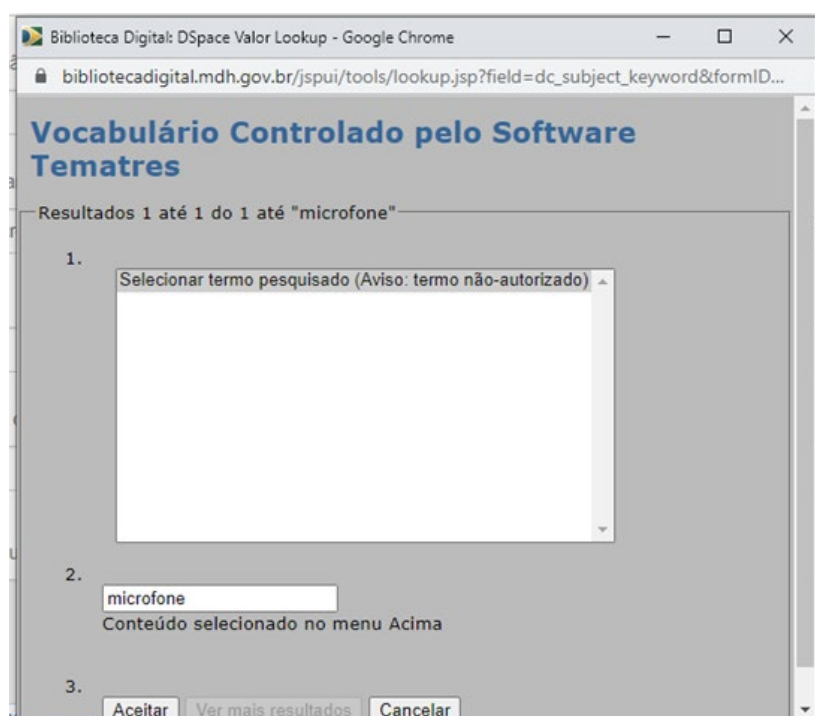 Biblioteca Digital: DSpace Valor Lookup - Google Chrome
bibliotecadigital.mdh.gov.br/jspui/tools/lookup.jsp?field=dc_subject_keyword&formID...
Vocabulário Controlado pelo Software
Tematres
Resultados 1 até 1 do 1 até "microfone"
1.
Selecionar termo pesquisado (Aviso: termo não-autorizado)
2.
microfone
Conteúdo selecionado no menu Acima
3.
Aceitar Ver mais resultados Cancelar